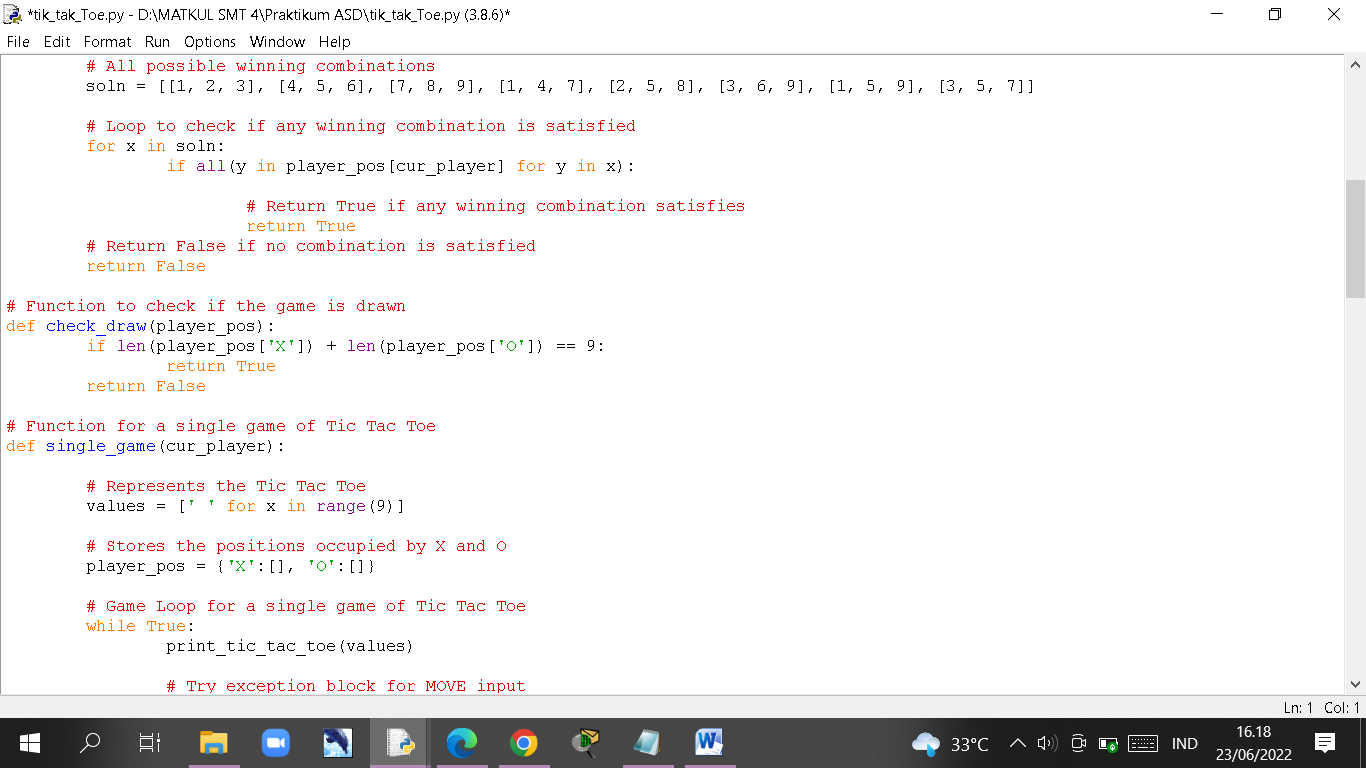 *tik_tak_Toe.py - D:\MATKUL SMT 4\Praktikum ASD\tik_tak_Toe.py (3.8.6)*
File Edit Format Run Options Window Help
# All possible winning combinations
soln = [[1, 2, 3], [4, 5, 6], [7, 8, 9], [1, 4, 7], [2, 5, 8], [3, 6, 9], [1, 5, 9], [3, 5, 7]]
# Loop to check if any winning combination is satisfied
for x in soln:
if all(y in player_pos[cur_player] for y in x):
# Return True if any winning combination satisfies
return True
# Return False if no combination is satisfied
return False
# Function to check if the game is drawn
def check_draw(player_pos):
if len(player_pos['X']) + len(player_pos['O']) == 9:
return True
return False
# Function for a single game of Tic Tac Toe
def single_game(cur_player):
# Represents the Tic Tac Toe
values = [' ' for x in range(9)]
# Stores the positions occupied by X and O
player_pos = {'X':[], 'O':[]}
# Game Loop for a single game of Tic Tac Toe
while True:
print_tic_tac_toe(values)
# Try exception block for MOVE input
Ln: 1 Col: 1
33°C
IND
16.18
23/06/2022